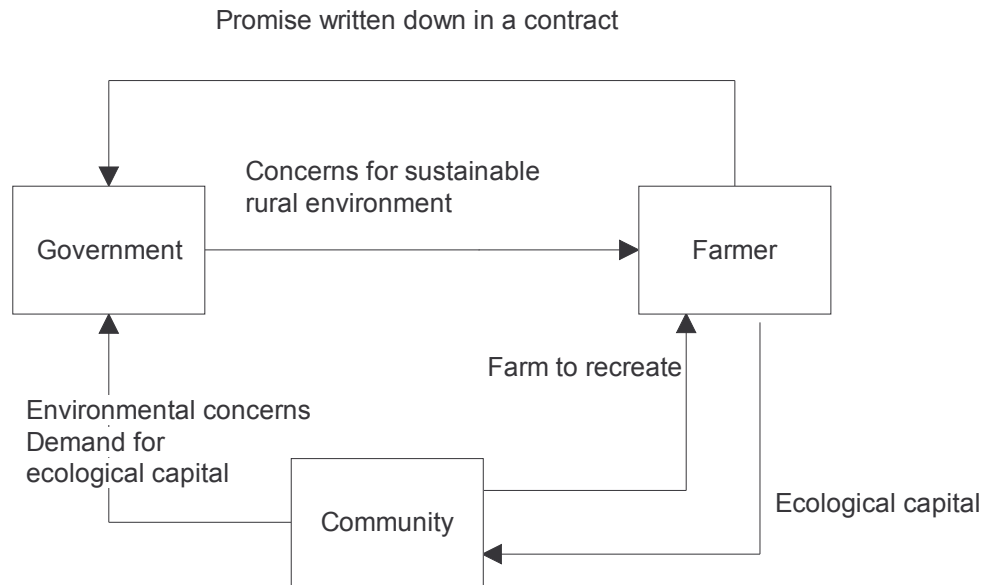 Promise written down in a contract
Concerns for sustainable
rural environment
Government
Farmer
Farm to recreate
Environmental concerns
Demand for
ecological capital
Community
Ecological capital